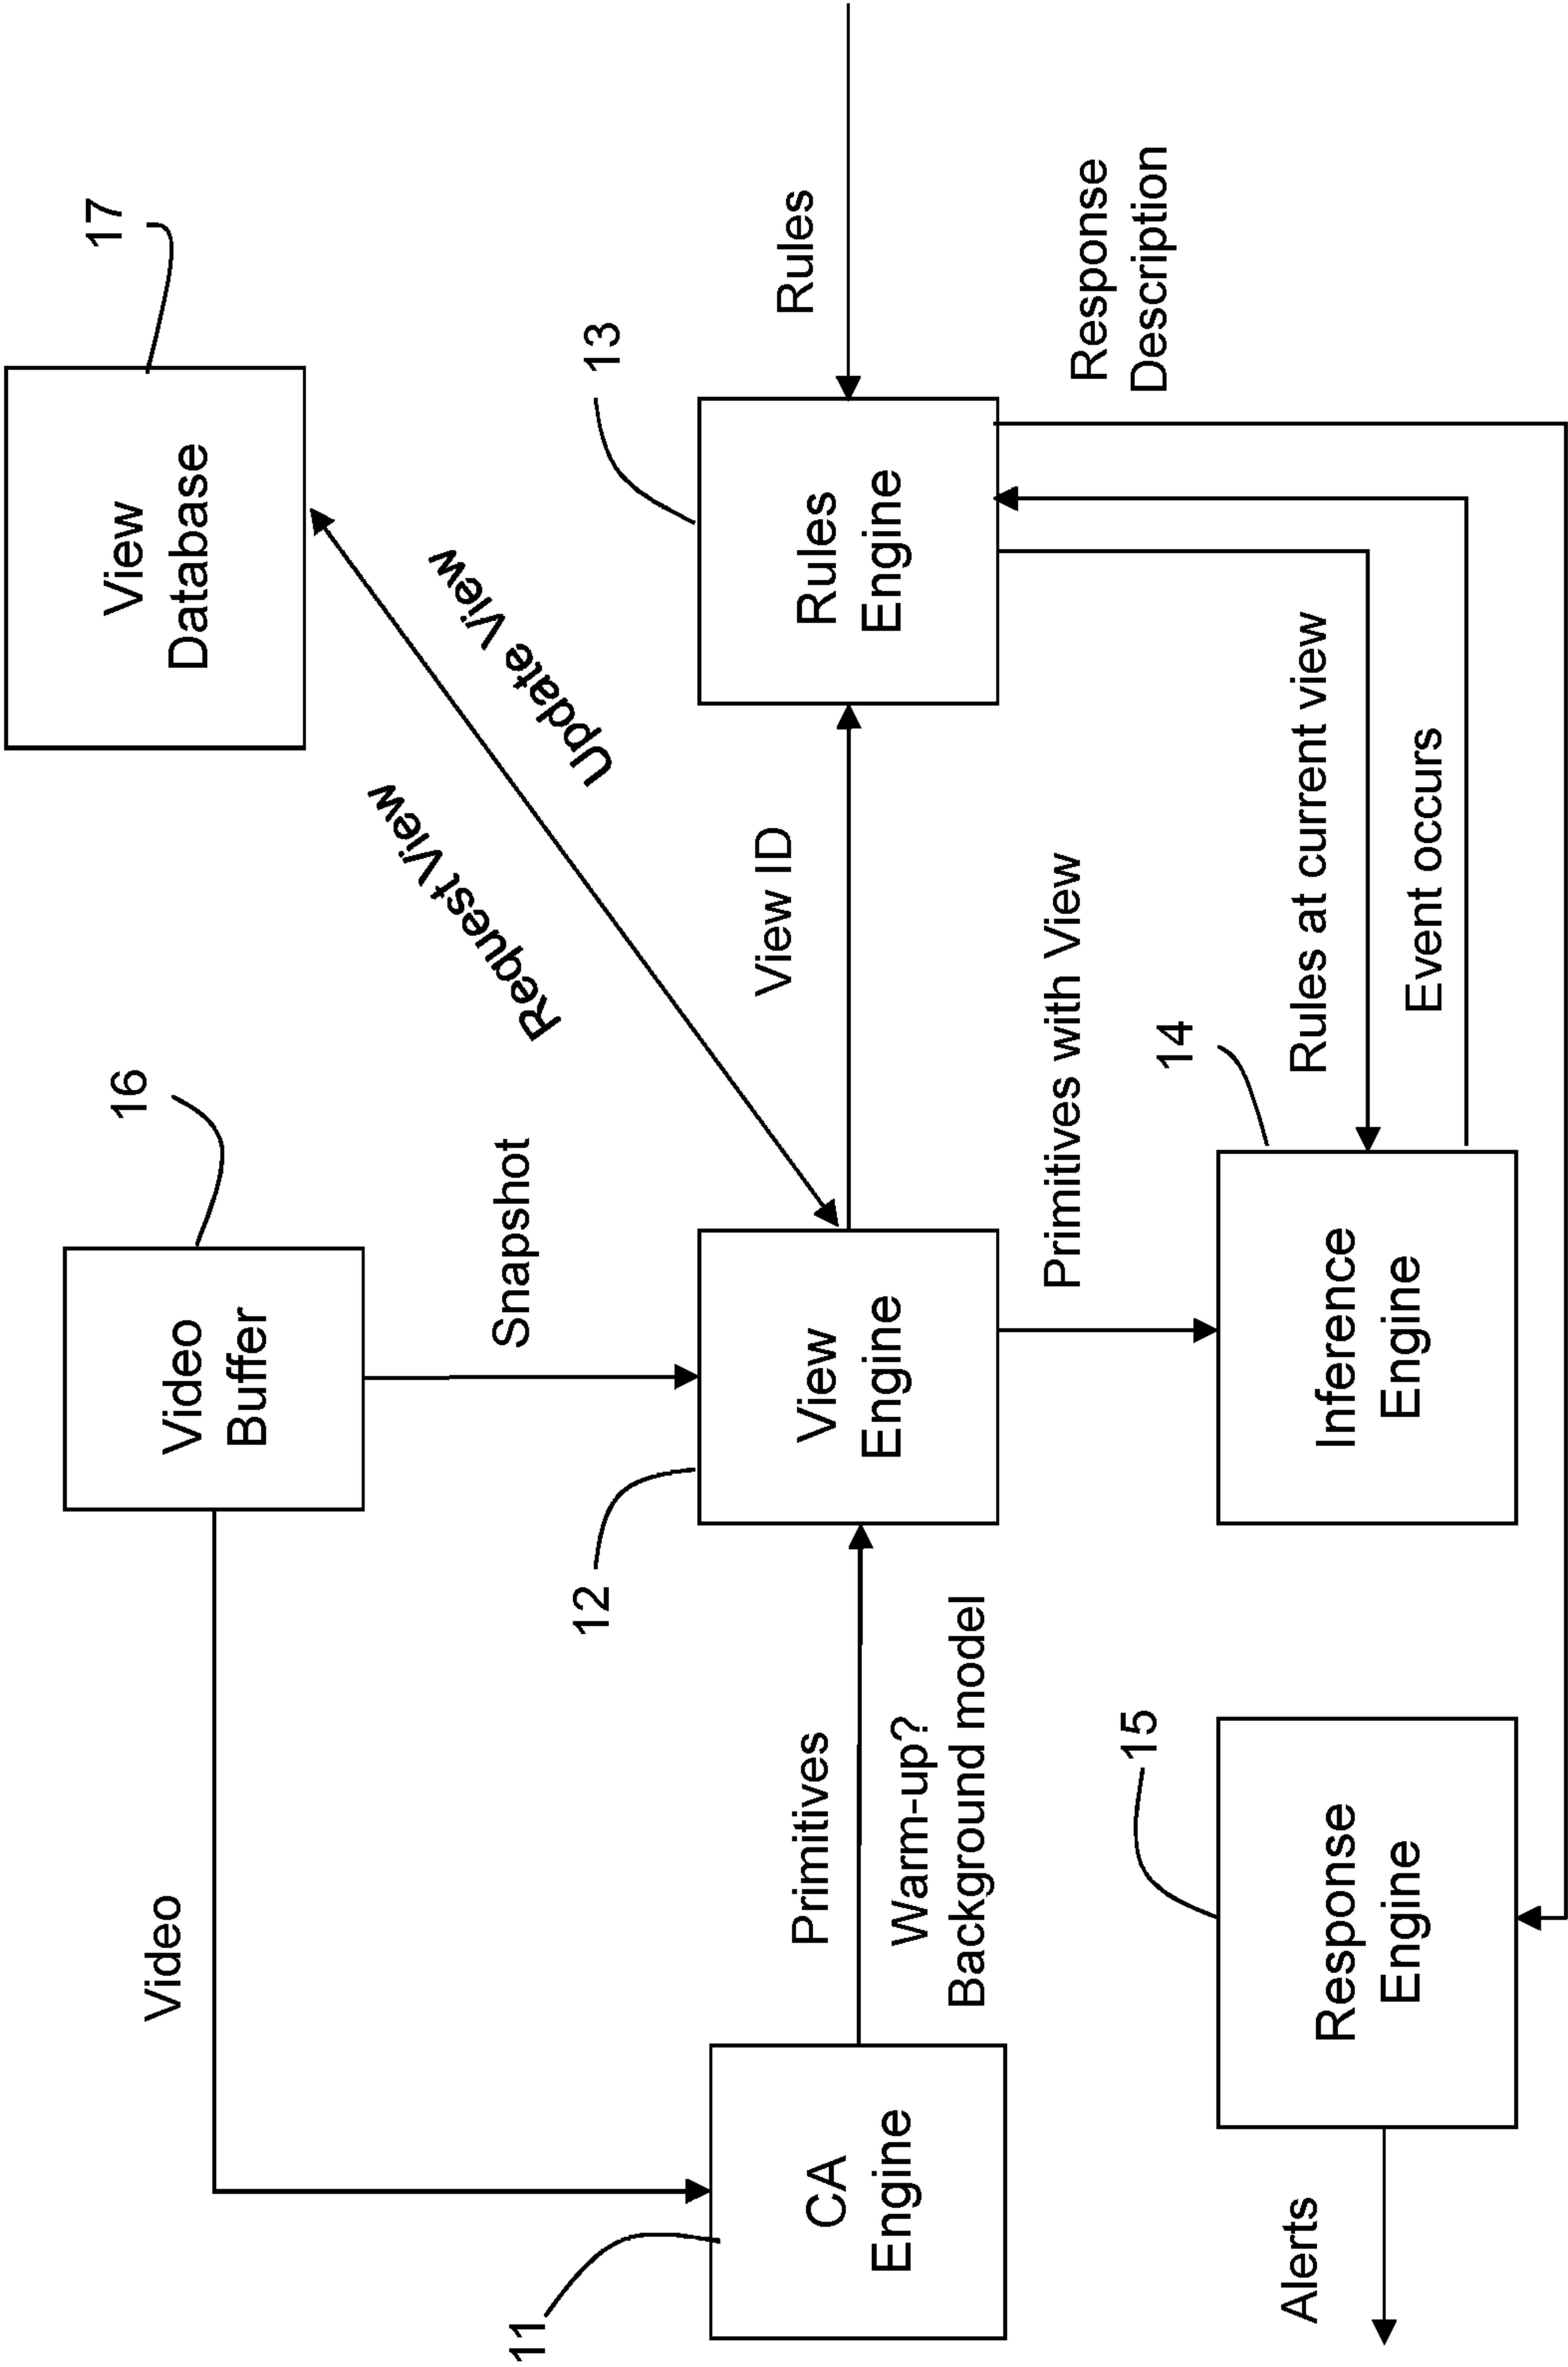 17
View
Database
16
Video
Buffer
Video
Snapshot
Request View
Update View
11
CA
Engine
Primitives
Warm-up?
Background model
12
View
Engine
View ID
13
Rules
Engine
Rules
Primitives with View
Response
Description
15
Response
Engine
Alerts
14
Inference
Engine
Rules at current view
Event occurs